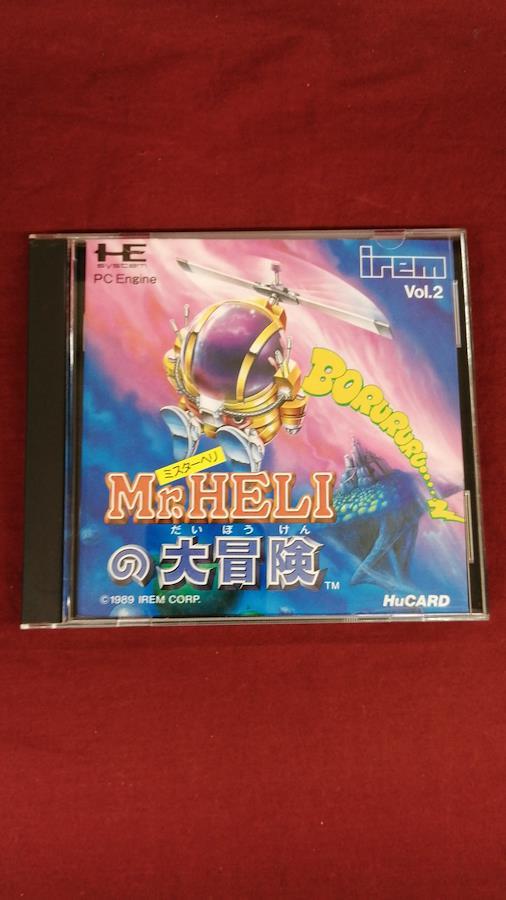 HE
system
PC Engine
irem
Vol.2
BORURURU....N
ミスターヘリ
Mr.HELI
だいぼうけん
の大冒険
TM
©1989 IREM CORP.
HuCARD